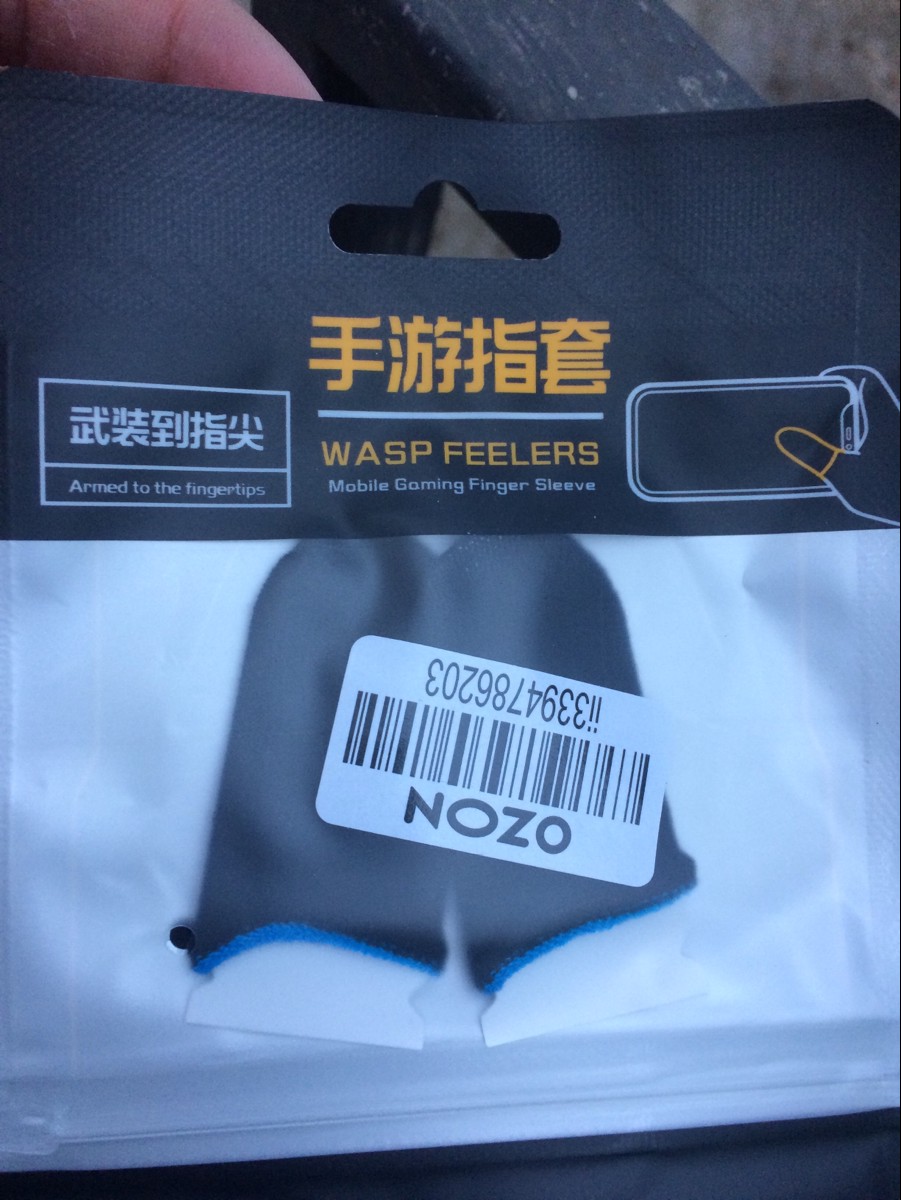 手游指套
武装到指尖
WASP FEELERS
Armed to the fingertips
Mobile Gaming Finger Sleeve
OZON
ii3394786203